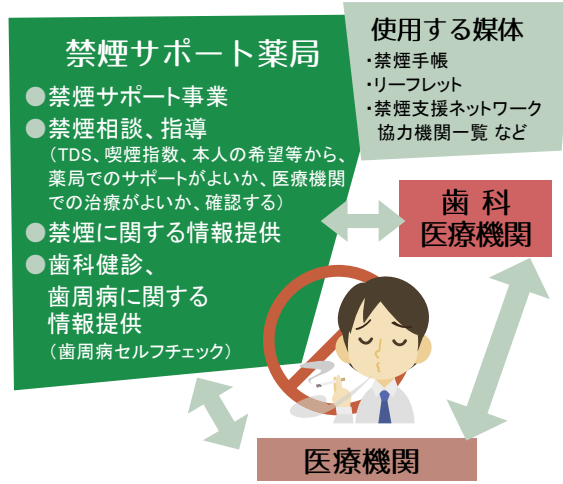 禁煙サポート薬局
●禁煙サポート事業
●禁煙相談、指導
（TDS、喫煙指数、本人の希望等から、
薬局でのサポートがよいか、医療機関
での治療がよいか、確認する）
●禁煙に関する情報提供
●歯科健診、
歯周病に関する
情報提供
（歯周病セルフチェック）
使用する媒体
・禁煙手帳
・リーフレット
・禁煙支援ネットワーク
協力機関一覧 など
歯 科
医療機関
医療機関